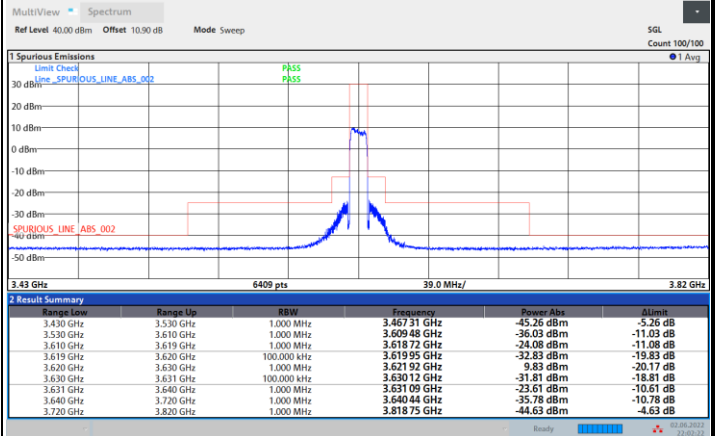 MultiView Spectrum
Ref Level 40.00 dBm Offset 10.90 dB Mode Sweep SGL
Count 100/100
1 Spurious Emissions 1 Avg
Limit Check PASS
Line _SPURIOUS_LINE_ABS_002 PASS
30 dBm
20 dBm
10 dBm
0 dBm
-10 dBm
-20 dBm
-30 dBm
_SPURIOUS_LINE_ABS_002
-40 dBm
-50 dBm
3.43 GHz 6409 pts 39.0 MHz/ 3.82 GHz
2 Result Summary
Range Low Range Up RBW Frequency Power Abs ΔLimit
3.430 GHz 3.530 GHz 1.000 MHz 3.467 31 GHz -45.26 dBm -5.26 dB
3.530 GHz 3.610 GHz 1.000 MHz 3.609 48 GHz -36.03 dBm -11.03 dB
3.610 GHz 3.619 GHz 1.000 MHz 3.618 72 GHz -24.08 dBm -11.08 dB
3.619 GHz 3.620 GHz 100.000 kHz 3.619 95 GHz -32.83 dBm -19.83 dB
3.620 GHz 3.630 GHz 1.000 MHz 3.621 92 GHz 9.83 dBm -20.17 dB
3.630 GHz 3.631 GHz 100.000 kHz 3.630 12 GHz -31.81 dBm -18.81 dB
3.631 GHz 3.640 GHz 1.000 MHz 3.631 09 GHz -23.61 dBm -10.61 dB
3.640 GHz 3.720 GHz 1.000 MHz 3.640 44 GHz -35.78 dBm -10.78 dB
3.720 GHz 3.820 GHz 1.000 MHz 3.818 75 GHz -44.63 dBm -4.63 dB
Ready 02.06.2022
22:02:22